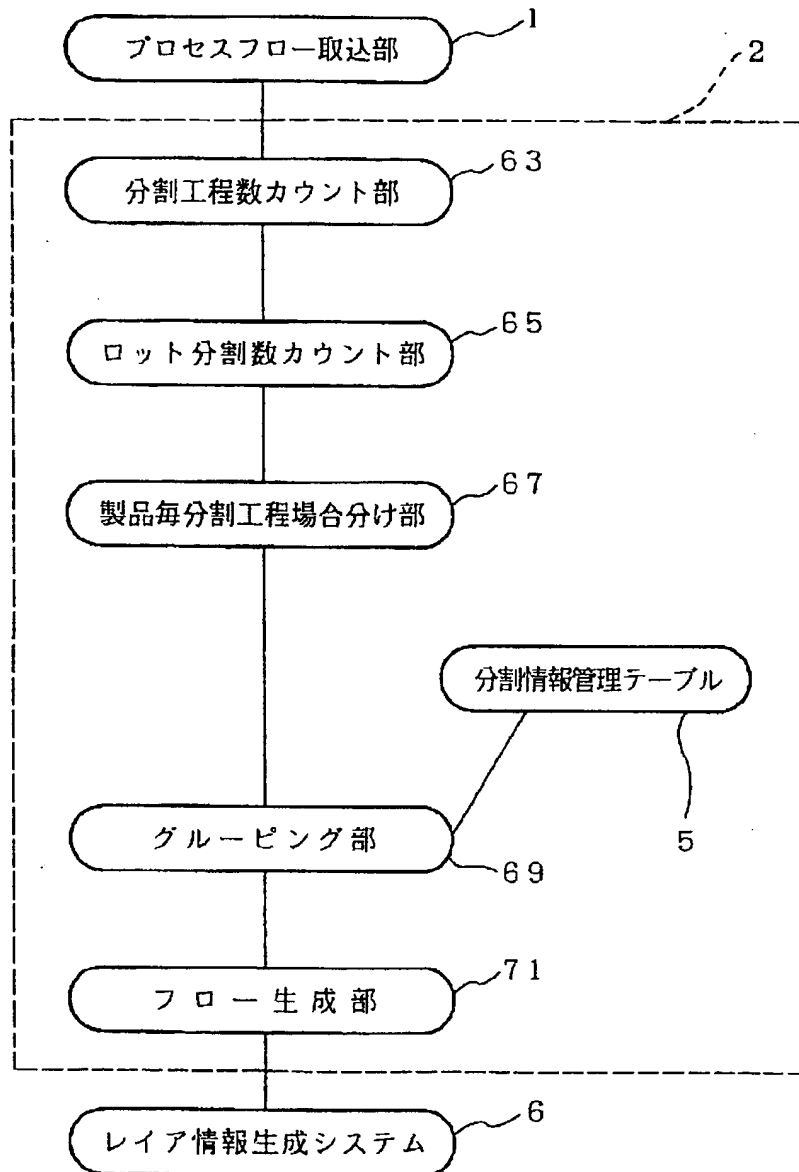 プロセスフロー取込部
1
2
分割工程数カウント部
63
ロット分割数カウント部
65
製品毎分割工程場合分け部
67
分割情報管理テーブル
5
グルーピング部
69
フロー生成部
71
レイア情報生成システム
6